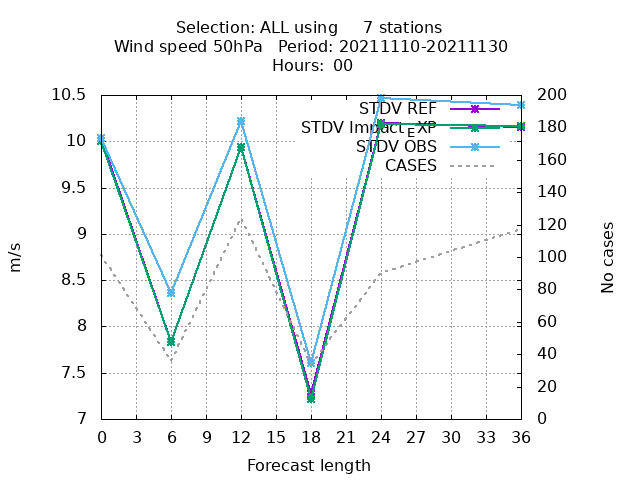 Selection: ALL using     7 stations
Wind speed 50hPa   Period: 20211110-20211130
Hours: 00
10.5
10
9.5
9
8.5
8
7.5
7
200
180
160
140
120
100
80
60
40
20
0
STDV REF
STDV Impact_EXP
STDV OBS
CASES
m/s
No cases
0 3 6 9 12 15 18 21 24 27 30 33 36
Forecast length